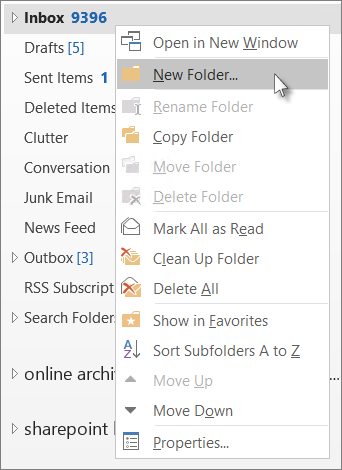 Inbox 9396
Drafts [5]
Sent Items 1
Deleted Items
Clutter
Conversation
Junk Email
News Feed
Outbox [3]
RSS Subscript
Search Folders
online archi ...
sharepoint
Open in New Window
New Folder...
Rename Folder
Copy Folder
Move Folder
Delete Folder
Mark All as Read
Clean Up Folder
Delete All
Show in Favorites
Sort Subfolders A to Z
Move Up
Move Down
Properties...